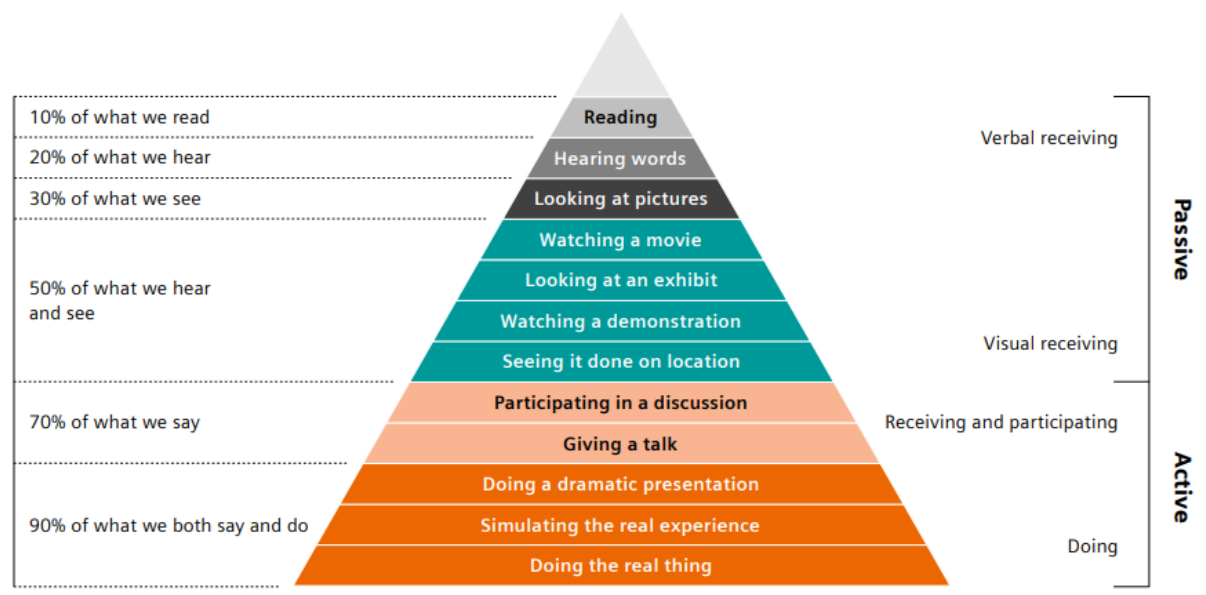 10% of what we read
Reading
Verbal receiving
20% of what we hear
Hearing words
30% of what we see
Looking at pictures
Passive
Watching a movie
50% of what we hear
and see
Looking at an exhibit
Watching a demonstration
Visual receiving
Seeing it done on location
Participating in a discussion
70% of what we say
Receiving and participating
Giving a talk
Active
Doing a dramatic presentation
90% of what we both say and do
Simulating the real experience
Doing
Doing the real thing